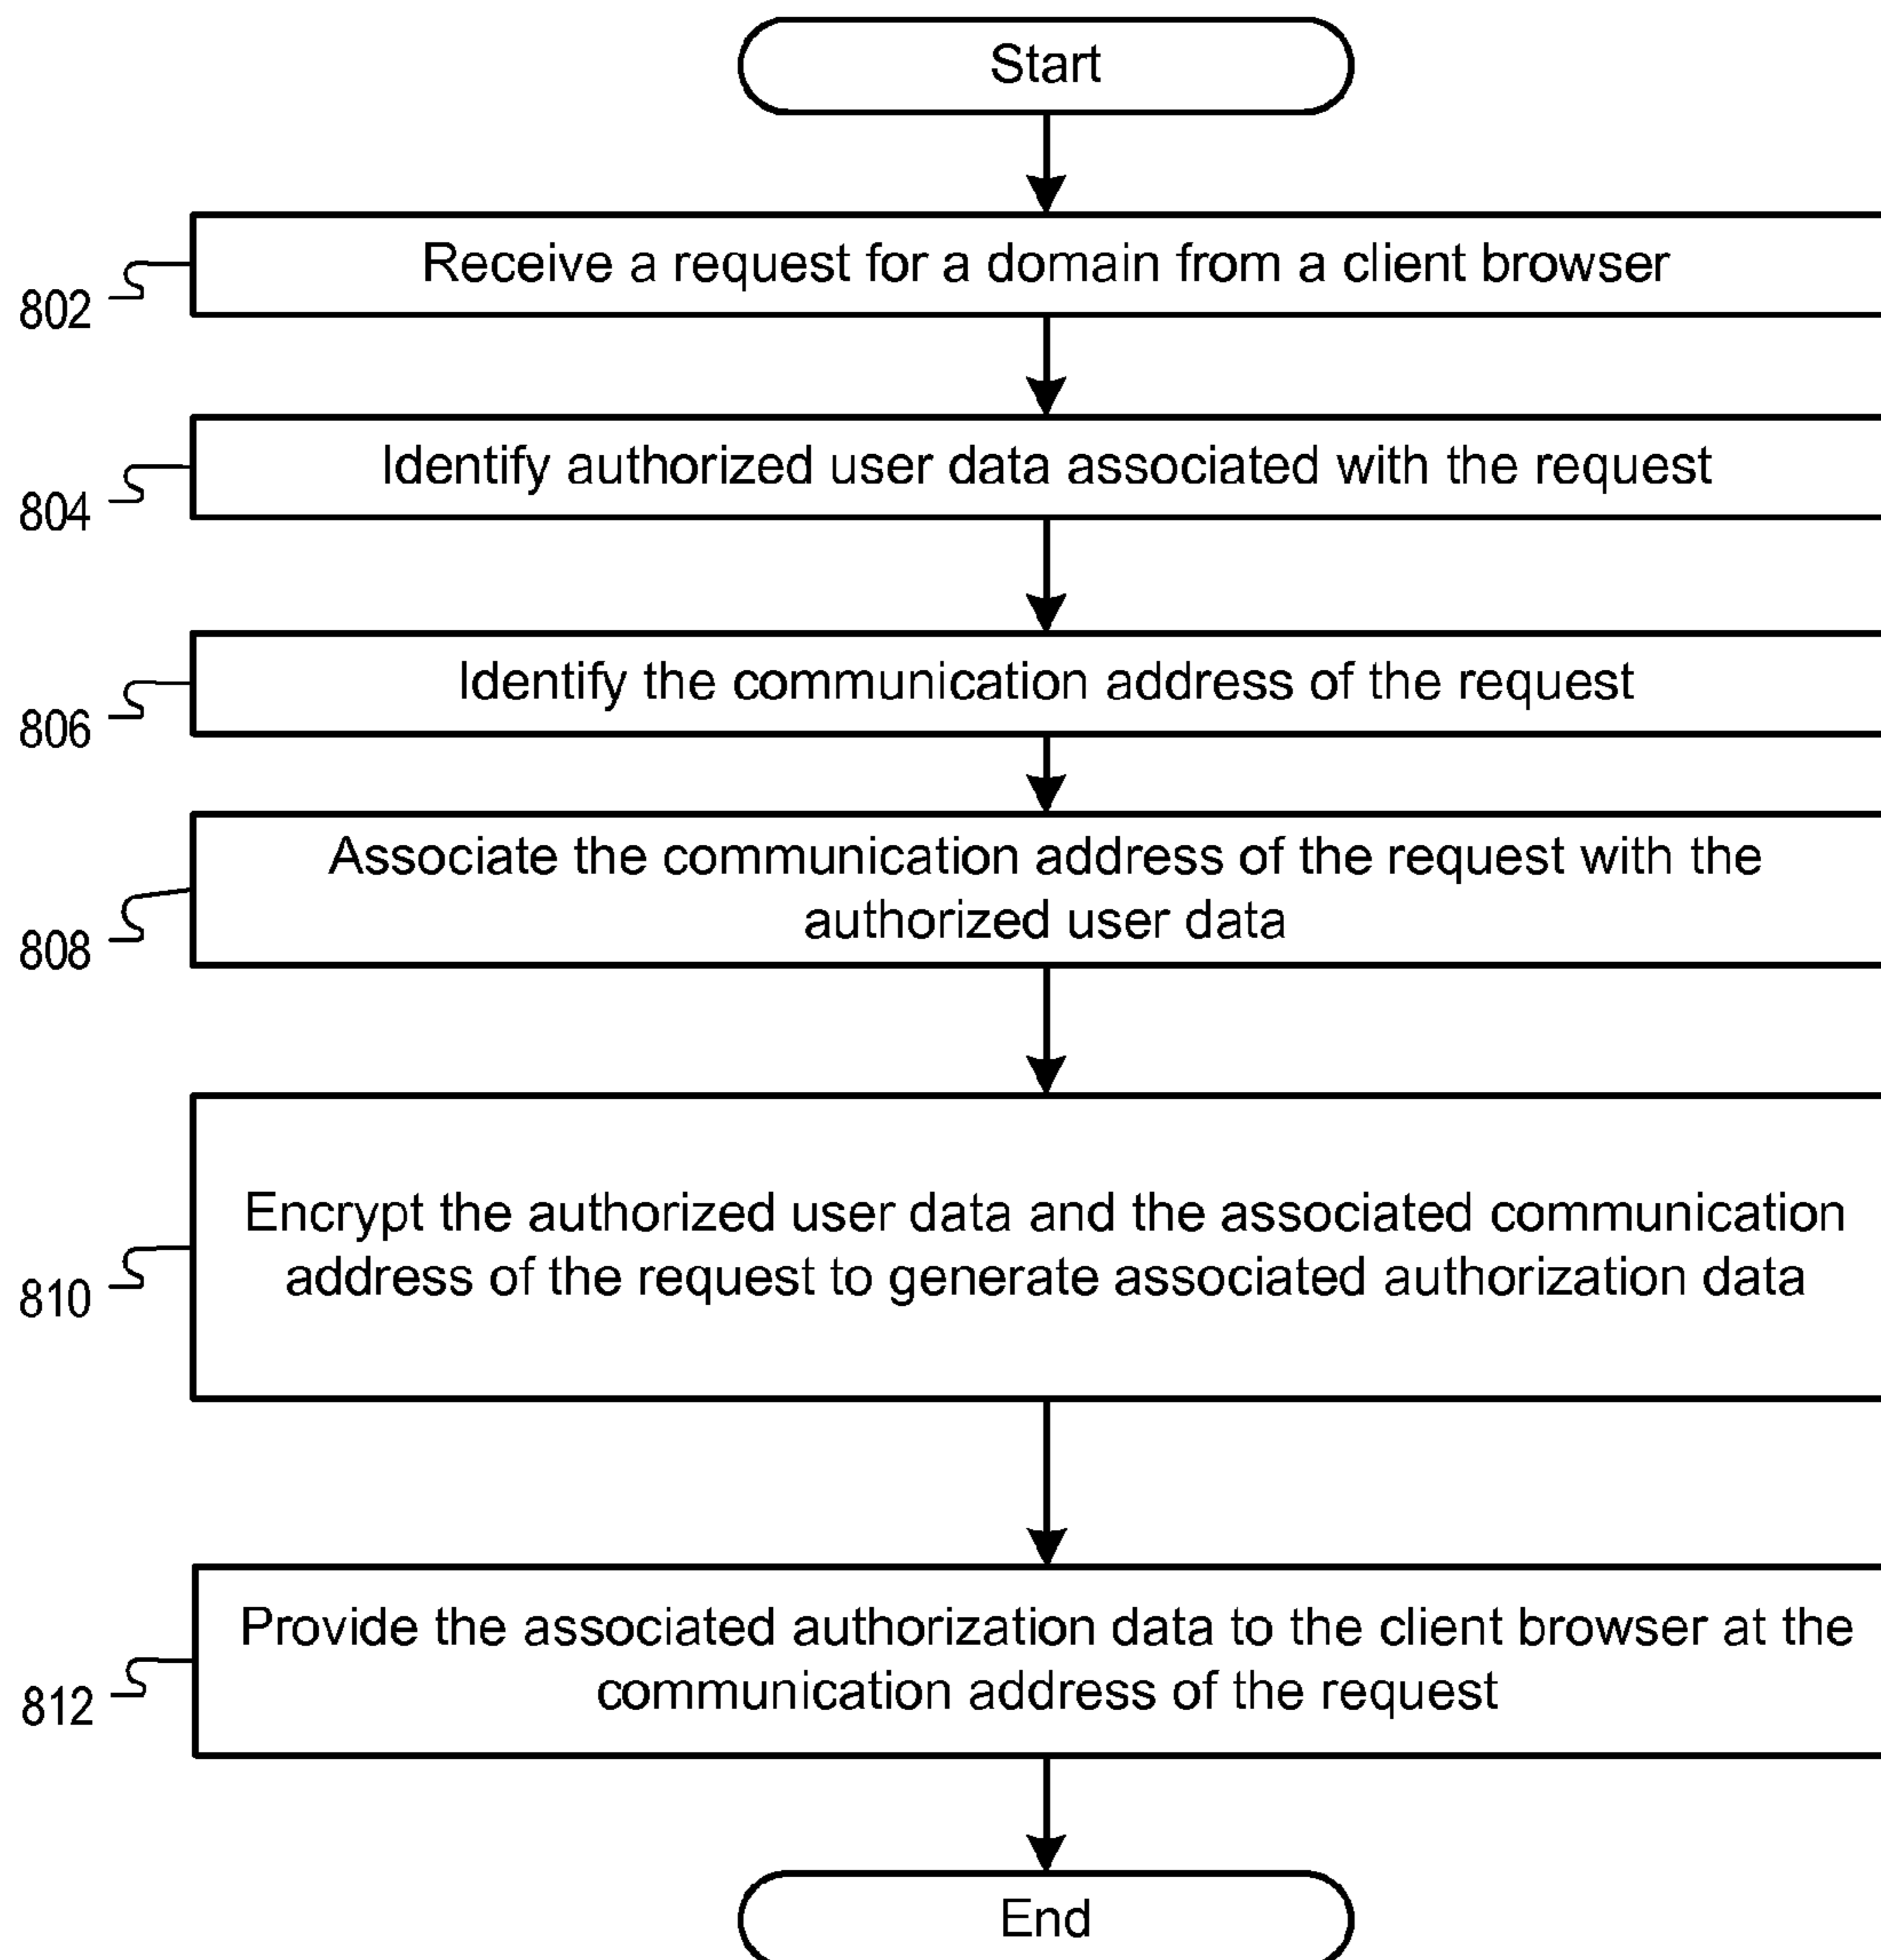 Start
Receive a request for a domain from a client browser
802
Identify authorized user data associated with the request
804
Identify the communication address of the request
806
Associate the communication address of the request with the
authorized user data
808
Encrypt the authorized user data and the associated communication
address of the request to generate associated authorization data
810
Provide the associated authorization data to the client browser at the
communication address of the request
812
End